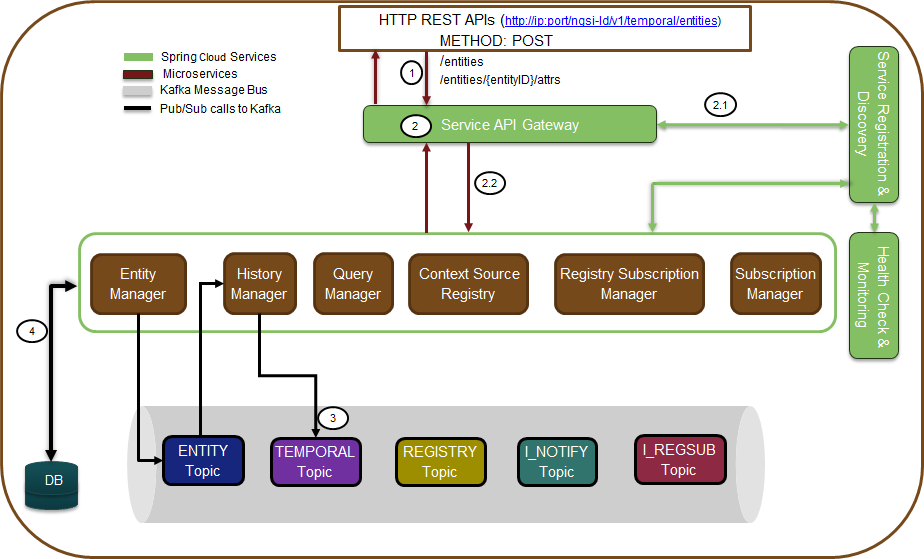 HTTP REST APIs (http://ip:port/ngsi-ld/v1/temporal/entities)
METHOD: POST
/entities
/entities/{entityID}/attrs
Spring Cloud Services
Microservices
Kafka Message Bus
Pub/Sub calls to Kafka
1
2
Service API Gateway
2.1
2.2
Service Registration &
Discovery
Health Check &
Monitoring
Entity
Manager
History
Manager
Query
Manager
Context Source
Registry
Registry Subscription
Manager
Subscription
Manager
4
3
ENTITY
Topic
TEMPORAL
Topic
REGISTRY
Topic
I_NOTIFY
Topic
I_REGSUB
Topic
DB